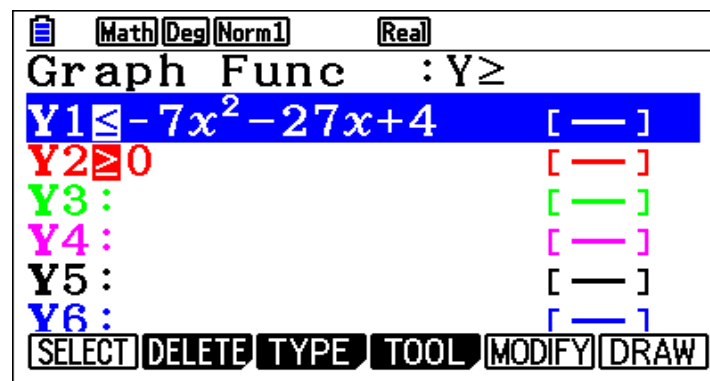 Math Deg Norm1 Real
Graph Func :Y≥
Y1≤-7x²-27x+4 [—]
Y2≥0 [—]
Y3: [—]
Y4: [—]
Y5: [—]
Y6: [—]
SELECT DELETE TYPE TOOL MODIFY DRAW